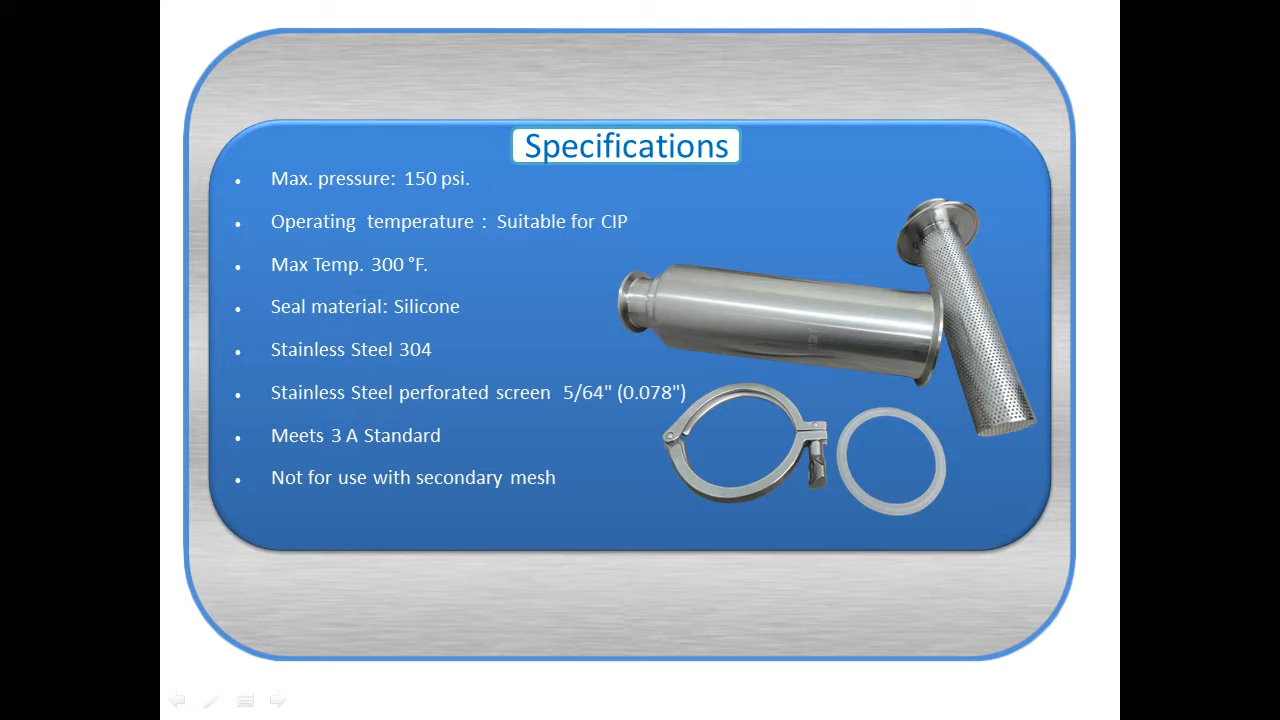 Specifications
• Max. pressure: 150 psi.
• Operating temperature : Suitable for CIP
• Max Temp. 300 °F.
• Seal material: Silicone
• Stainless Steel 304
• Stainless Steel perforated screen 5/64" (0.078")
• Meets 3 A Standard
• Not for use with secondary mesh